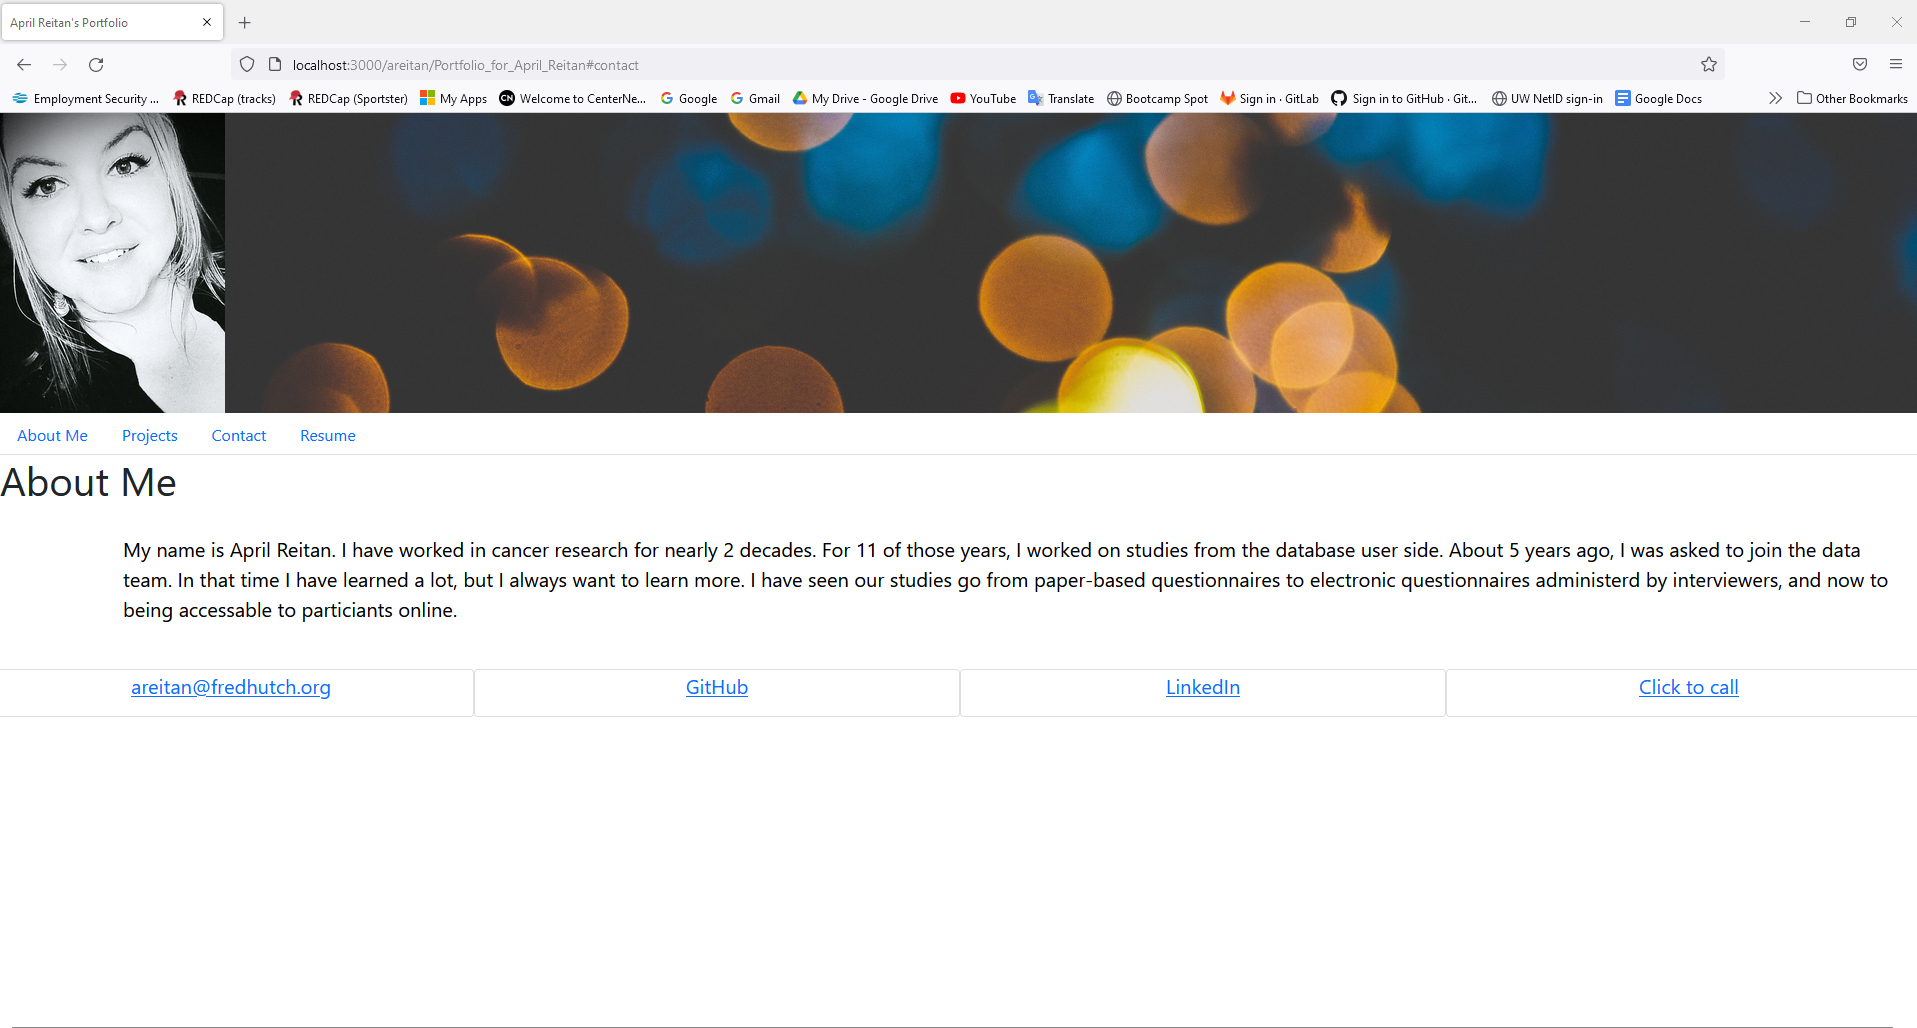 April Reitan's Portfolio
localhost:3000/areitan/Portfolio_for_April_Reitan#contact
Employment Security ... REDCap (tracks) REDCap (Sportster) My Apps CN Welcome to CenterNe... Google Gmail My Drive - Google Drive YouTube Translate Bootcamp Spot Sign in · GitLab Sign in to GitHub · Git... UW NetID sign-in Google Docs Other Bookmarks
About Me Projects Contact Resume
About Me
My name is April Reitan. I have worked in cancer research for nearly 2 decades. For 11 of those years, I worked on studies from the database user side. About 5 years ago, I was asked to join the data
team. In that time I have learned a lot, but I always want to learn more. I have seen our studies go from paper-based questionnaires to electronic questionnaires administerd by interviewers, and now to
being accessable to particiants online.
areitan@fredhutch.org GitHub LinkedIn Click to call